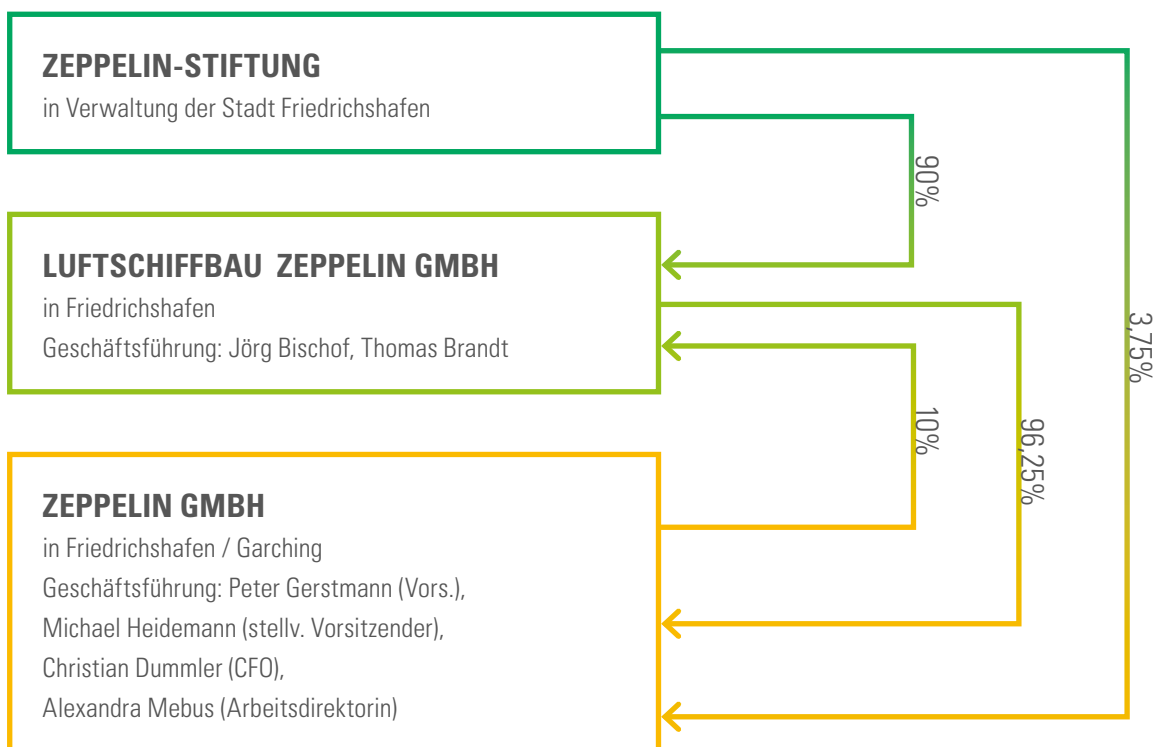 ZEPPELIN-STIFTUNG
in Verwaltung der Stadt Friedrichshafen
90%
LUFTSCHIFFBAU ZEPPELIN GMBH
in Friedrichshafen
Geschäftsführung: Jörg Bischof, Thomas Brandt
3,75%
10%
96,25%
ZEPPELIN GMBH
in Friedrichshafen / Garching
Geschäftsführung: Peter Gerstmann (Vors.),
Michael Heidemann (stellv. Vorsitzender),
Christian Dummler (CFO),
Alexandra Mebus (Arbeitsdirektorin)